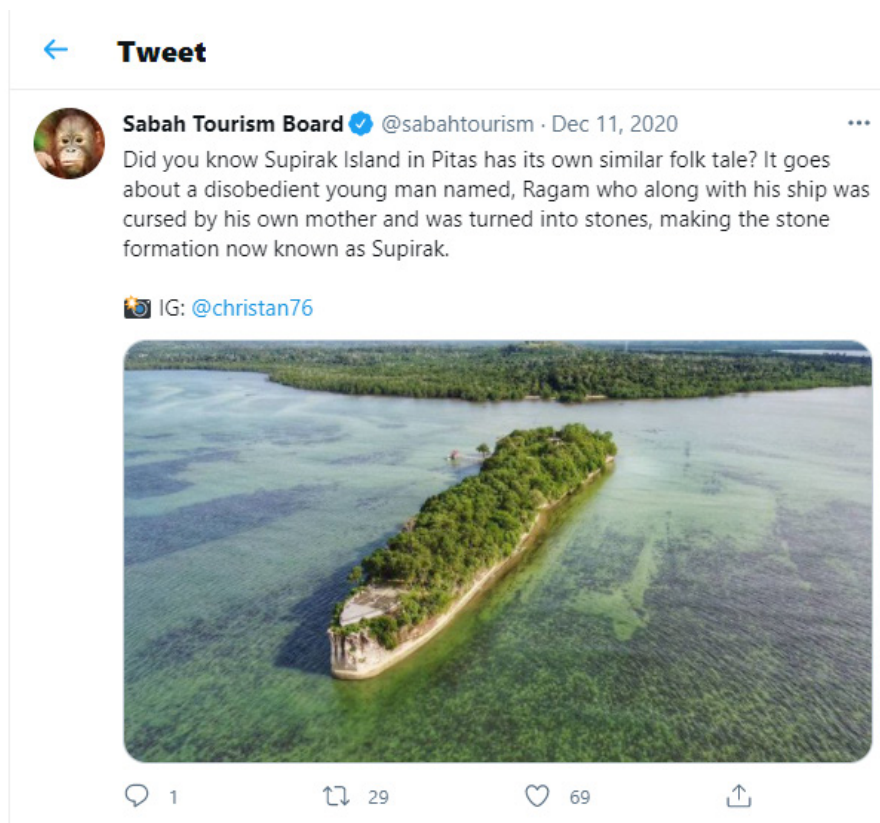 Tweet
Sabah Tourism Board @sabahtourism · Dec 11, 2020
Did you know Supirak Island in Pitas has its own similar folk tale? It goes
about a disobedient young man named, Ragam who along with his ship was
cursed by his own mother and was turned into stones, making the stone
formation now known as Supirak.
📸 IG: @christan76
1 29 69